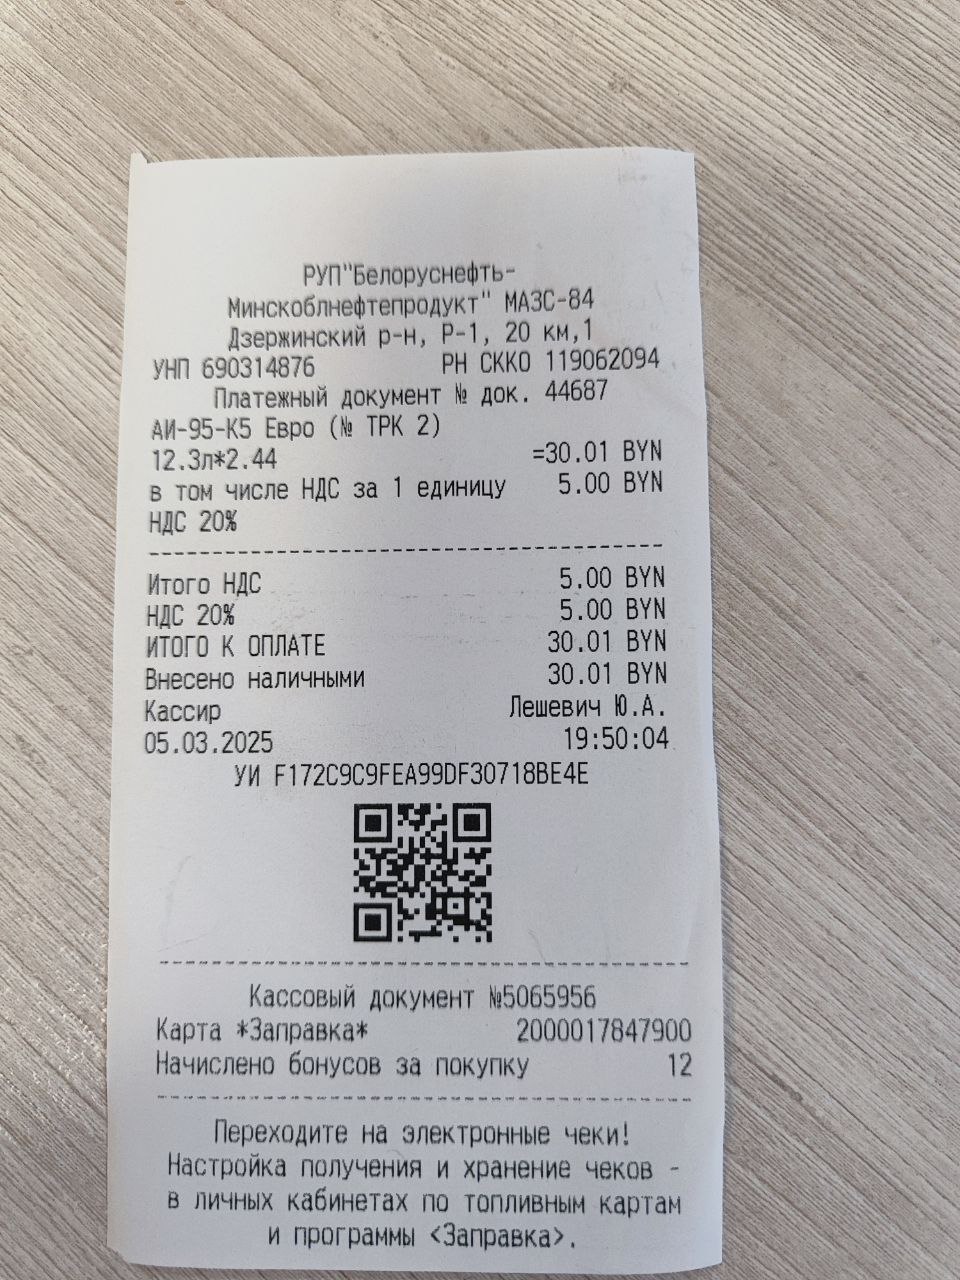 РУП"Белоруснефть-
Минскоблнефтепродукт" МАЗС-84
Дзержинский р-н, Р-1, 20 км,1
УНП 690314876 РН СККО 119062094
Платежный документ № док. 44687
АИ-95-К5 Евро (№ ТРК 2)
12.3л*2.44 =30.01 BYN
в том числе НДС за 1 единицу 5.00 BYN
НДС 20%
Итого НДС 5.00 BYN
НДС 20% 5.00 BYN
ИТОГО К ОПЛАТЕ 30.01 BYN
Внесено наличными 30.01 BYN
Кассир Лешевич Ю.А.
05.03.2025 19:50:04
УИ F172C9C9FEA99DF30718BE4E
Кассовый документ №5065956
Карта *Заправка* 2000017847900
Начислено бонусов за покупку 12
Переходите на электронные чеки!
Настройка получения и хранение чеков -
в личных кабинетах по топливным картам
и программы <Заправка>.